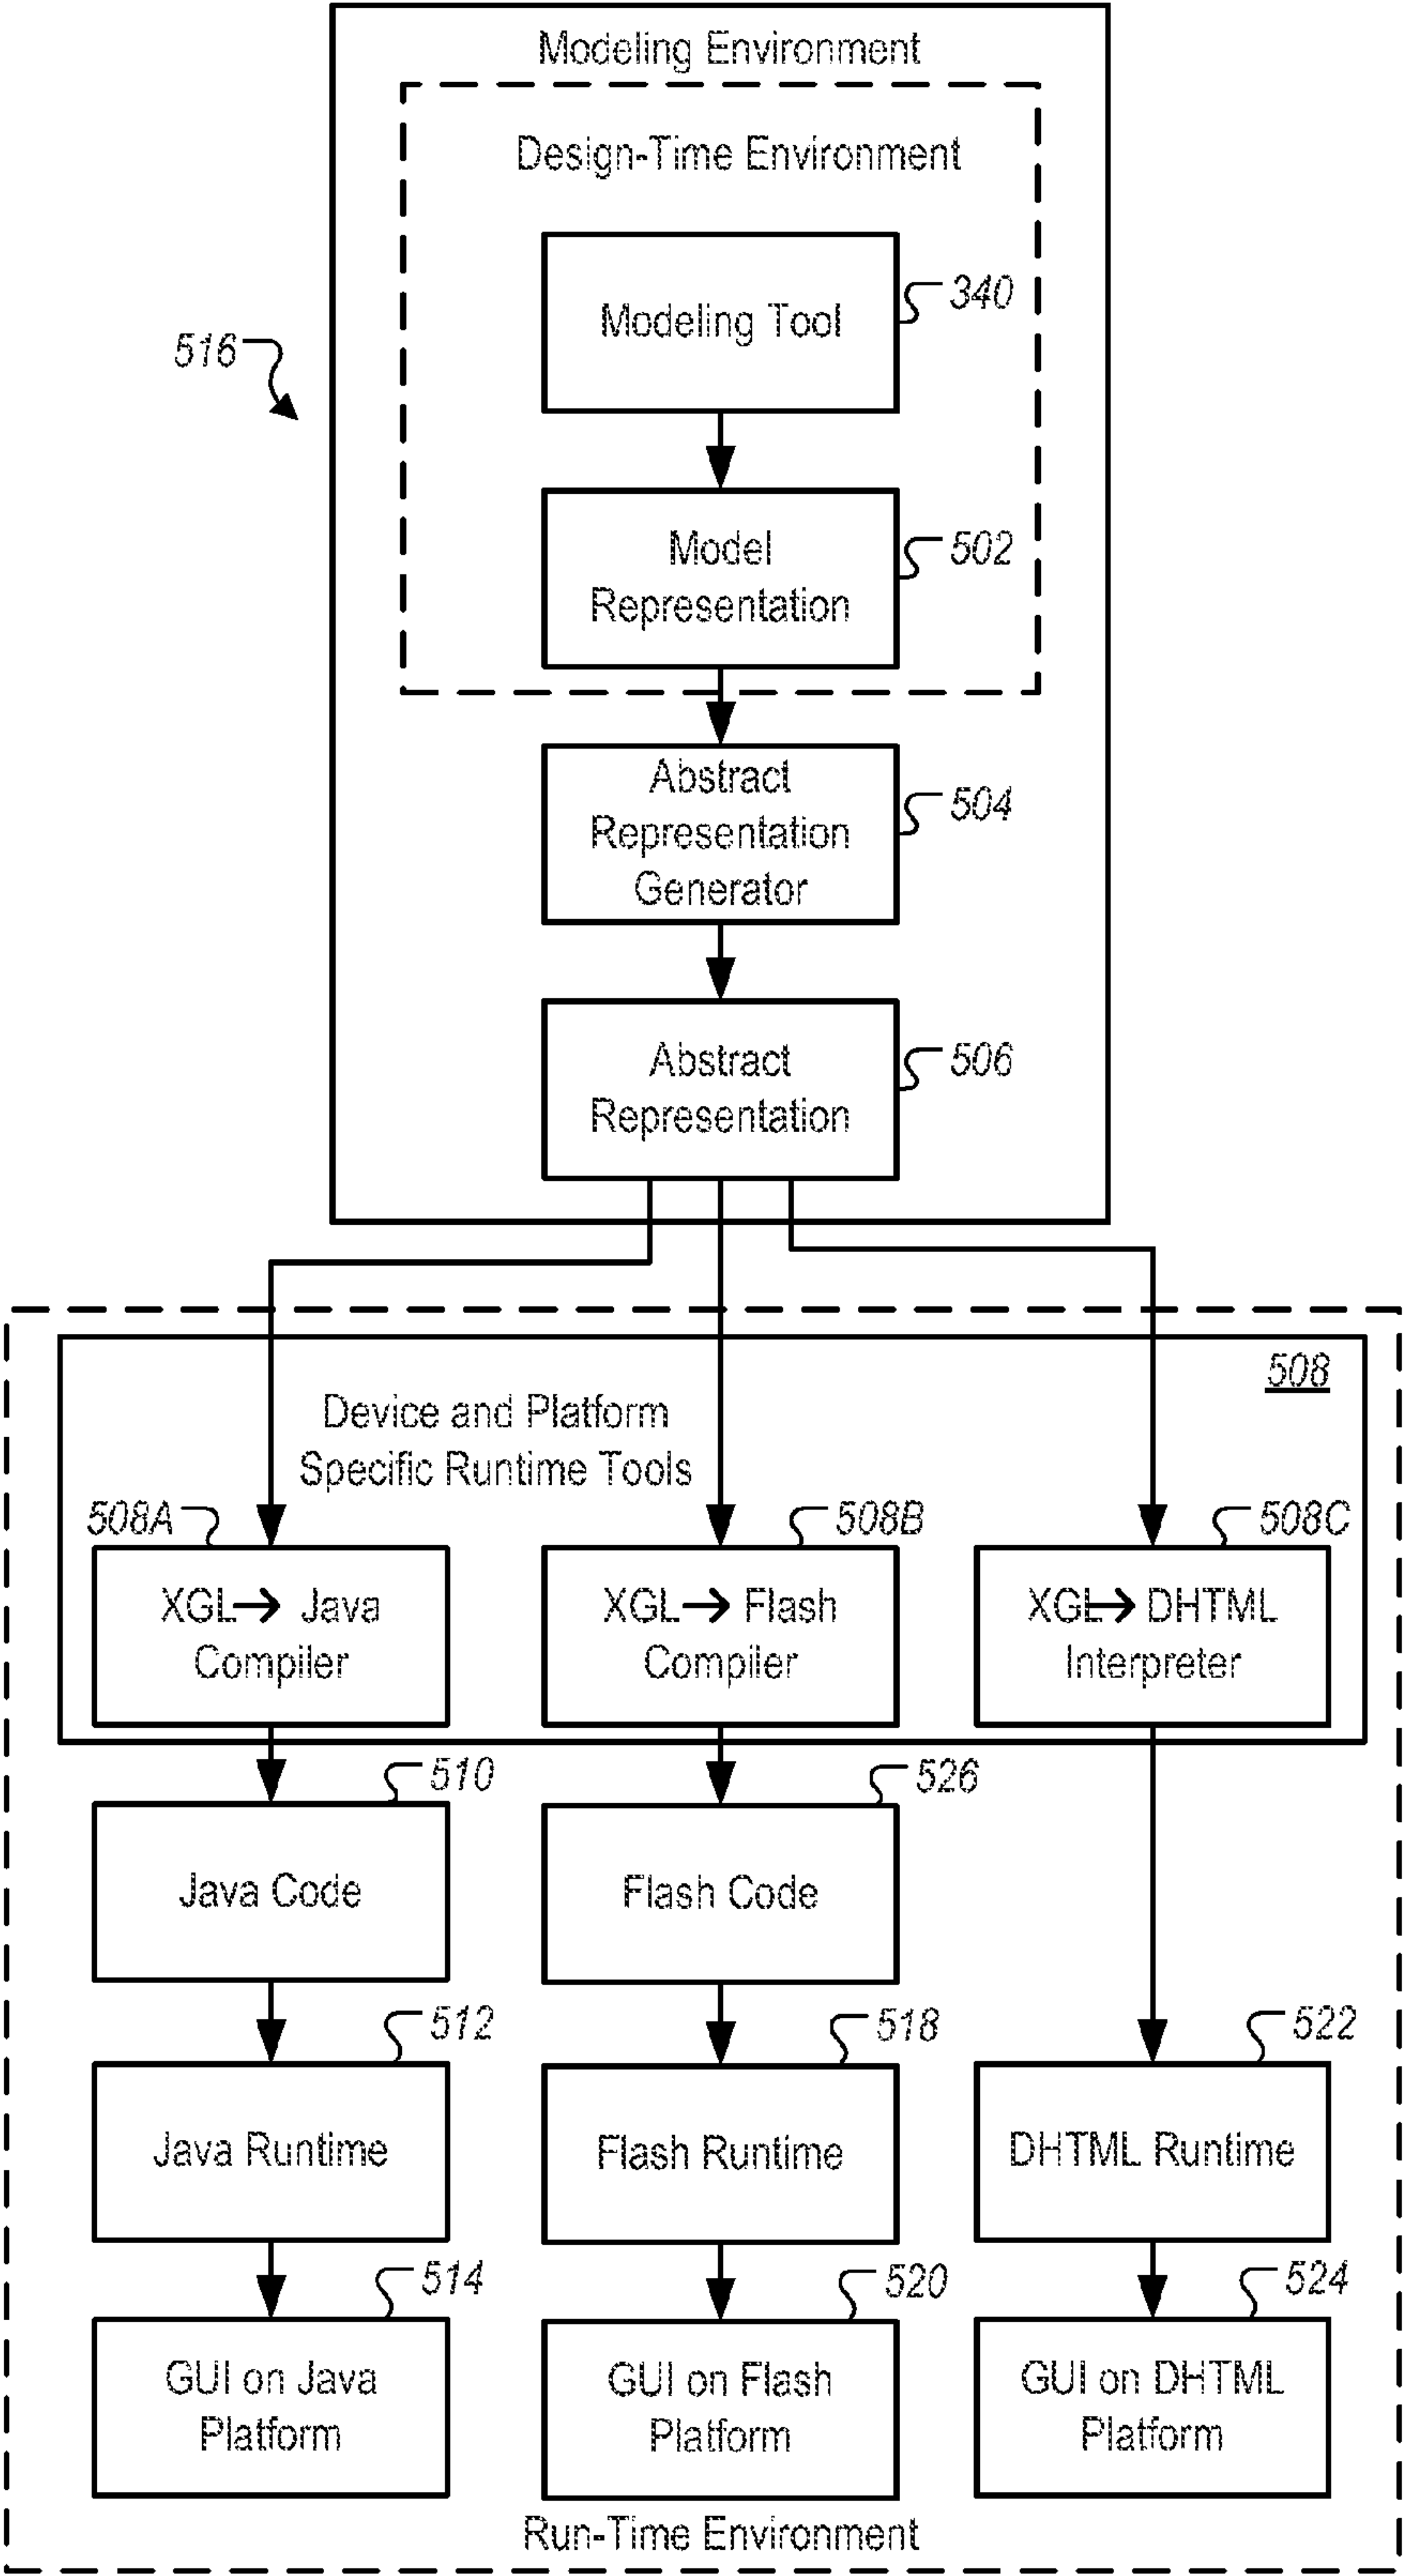 Modeling Environment
Design-Time Environment
Modeling Tool
340
516
Model
Representation
502
Abstract
Representation
Generator
504
Abstract
Representation
506
508
Device and Platform
Specific Runtime Tools
508A
508B
508C
XGL→ Java
Compiler
XGL→ Flash
Compiler
XGL→ DHTML
Interpreter
510
526
Java Code
Flash Code
512
518
522
Java Runtime
Flash Runtime
DHTML Runtime
514
520
524
GUI on Java
Platform
GUI on Flash
Platform
GUI on DHTML
Platform
Run-Time Environment